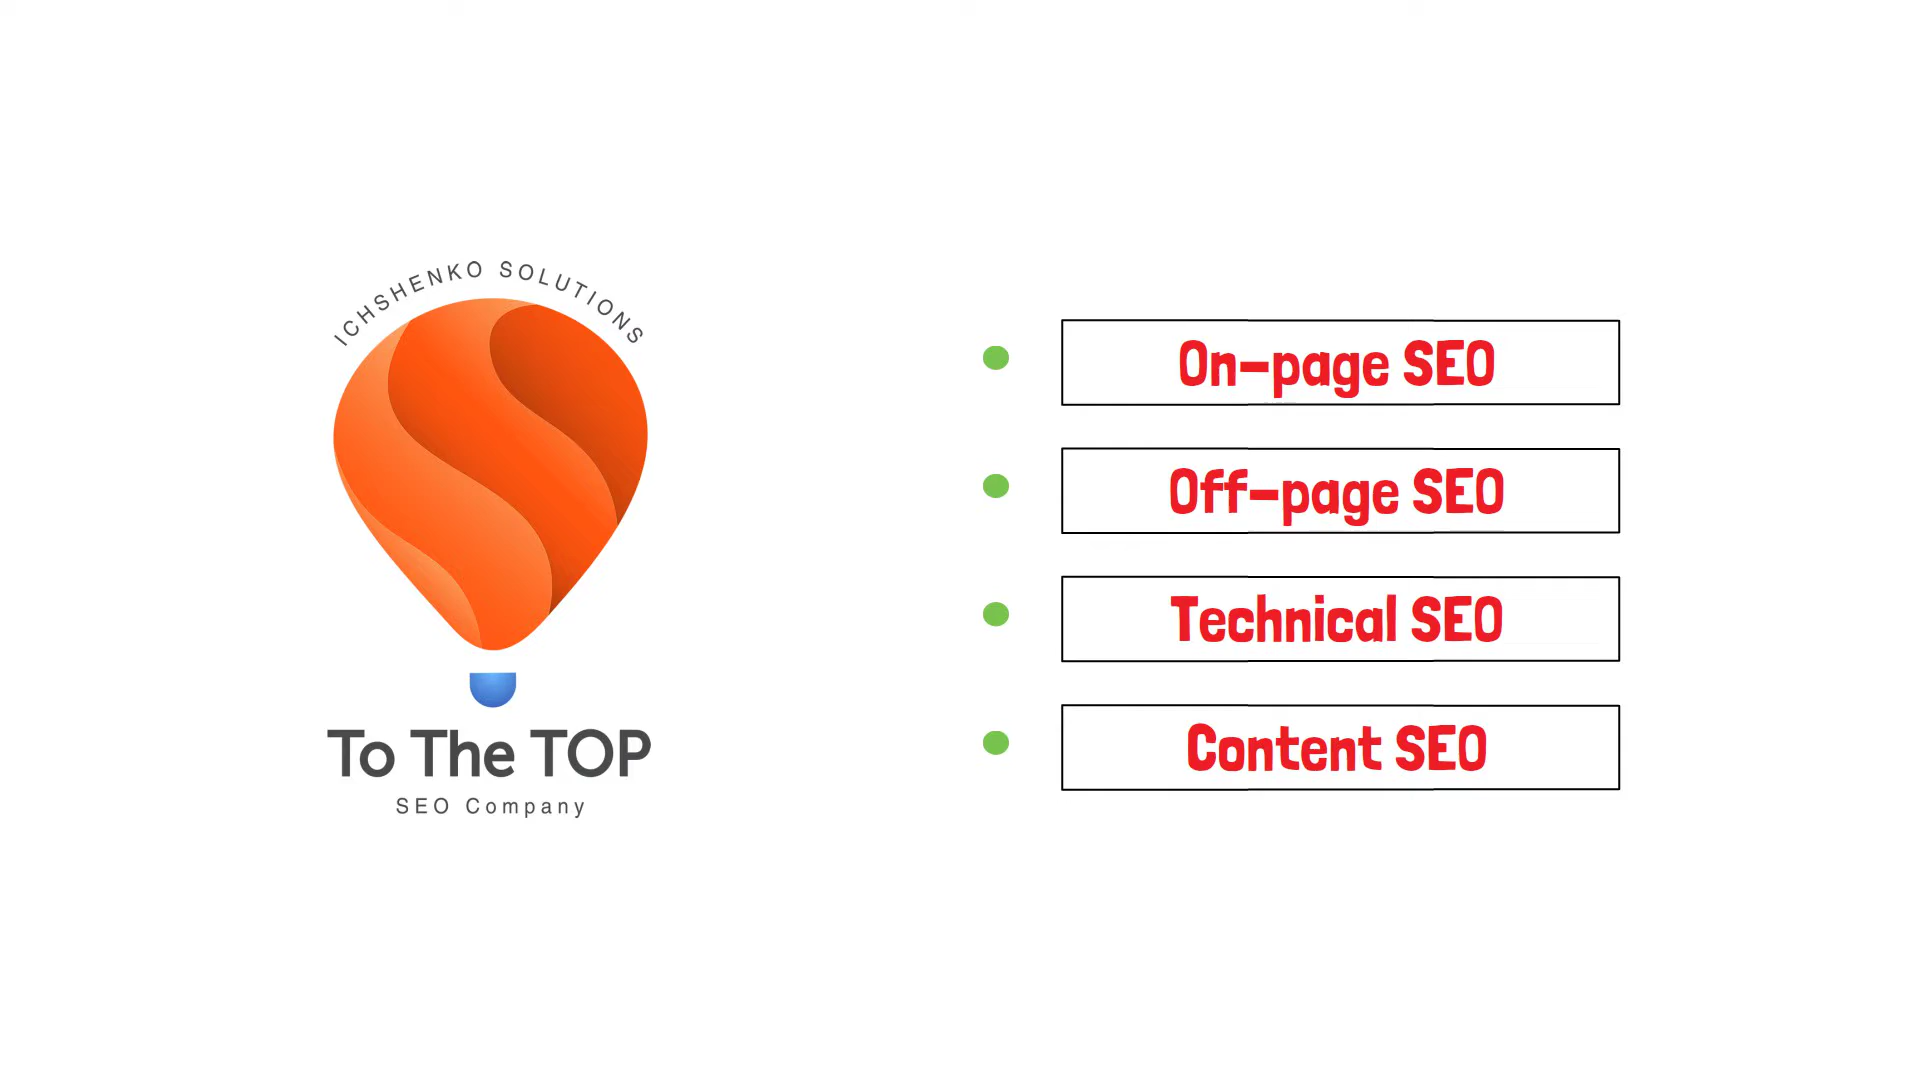 ICHSHENKO SOLUTIONS
To The TOP
SEO Company
On-page SEO
Off-page SEO
Technical SEO
Content SEO